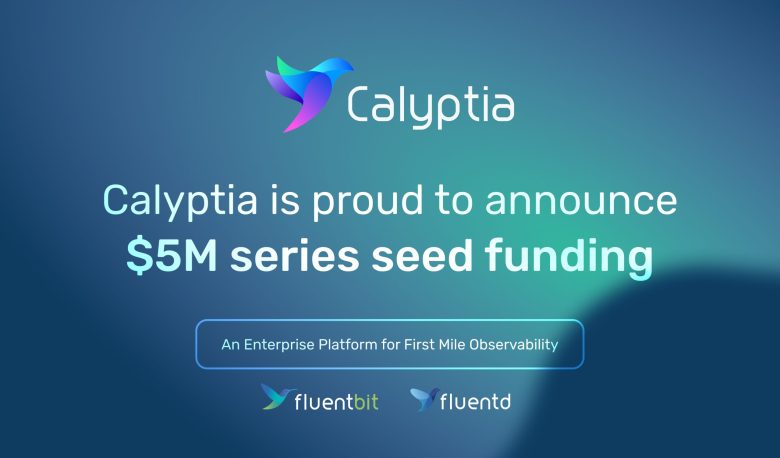 Calyptia
Calyptia is proud to announce
$5M series seed funding
An Enterprise Platform for First Mile Observability
fluentbit fluentd